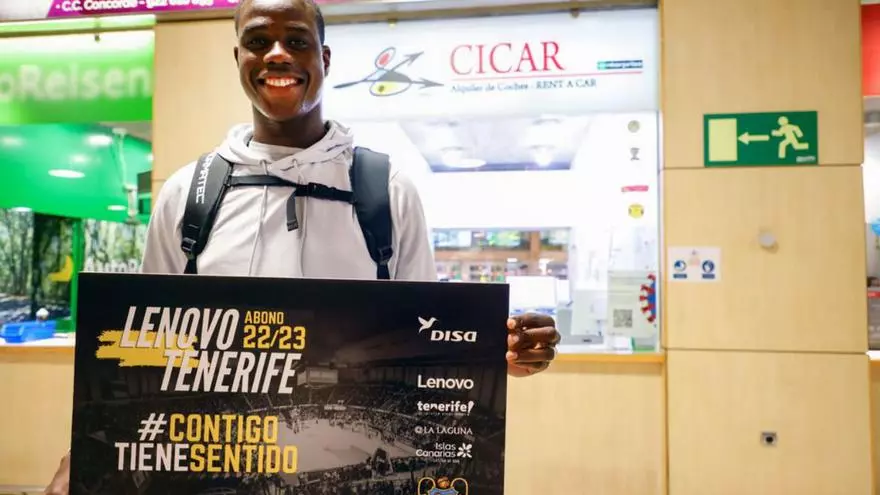 C.C. Concorde
oReisen
CICAR
Alquiler de Coches - RENT A CAR
enterprise
LENOVO
TENERIFE
ABONO
22/23
#CONTIGO
TIENESENTIDO
DISA
Lenovo
tenerife!
LA LAGUNA
Islas
Canarias